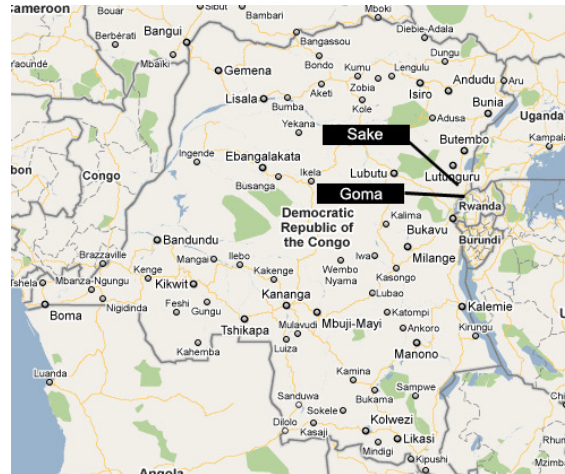 Cameroon
Bouar
Sibut
Bambari
Mboki
Diebie-Adala
Berbérati
Bangui
Bangassou
Yaoundé
Mbaiki
Bondo
Kumu
Lengulu
Dungu
Gemena
Andudu
Aru
Aketi
Zobia
Isiro
Lisala
Bumba
Kole
Bunia
Yekana
Adusa
Uganda
Sake
Butembo
Kampala
Ingende
Ebangalakata
Ikela
Lubutu
Lutunguru
Congo
Busanga
Goma
Rwanda
Democratic
Republic of
the Congo
Kalima
Bukavu
Burundi
Bandundu
Brazzaville
Mangai
Ilebo
Iwa
Milange
Tshela
Mbanza-Ngungu
Kenge
Kakenge
Wembo
Nyama
Kasongo
Kikwit
Kananga
Lubao
Boma
Nigidinda
Feshi
Gungu
Kalemie
Tshikapa
Mulavudi
Mbuji-Mayi
Katompi
Ankoro
Kirungu
Kahemba
Luiza
Manono
Luanda
Kamina
Sampwe
Bukama
Sanduwa
Sokele
Dilolo
Kasaji
Kolwezi
Likasi
Mindigi
Kipushi
Angola